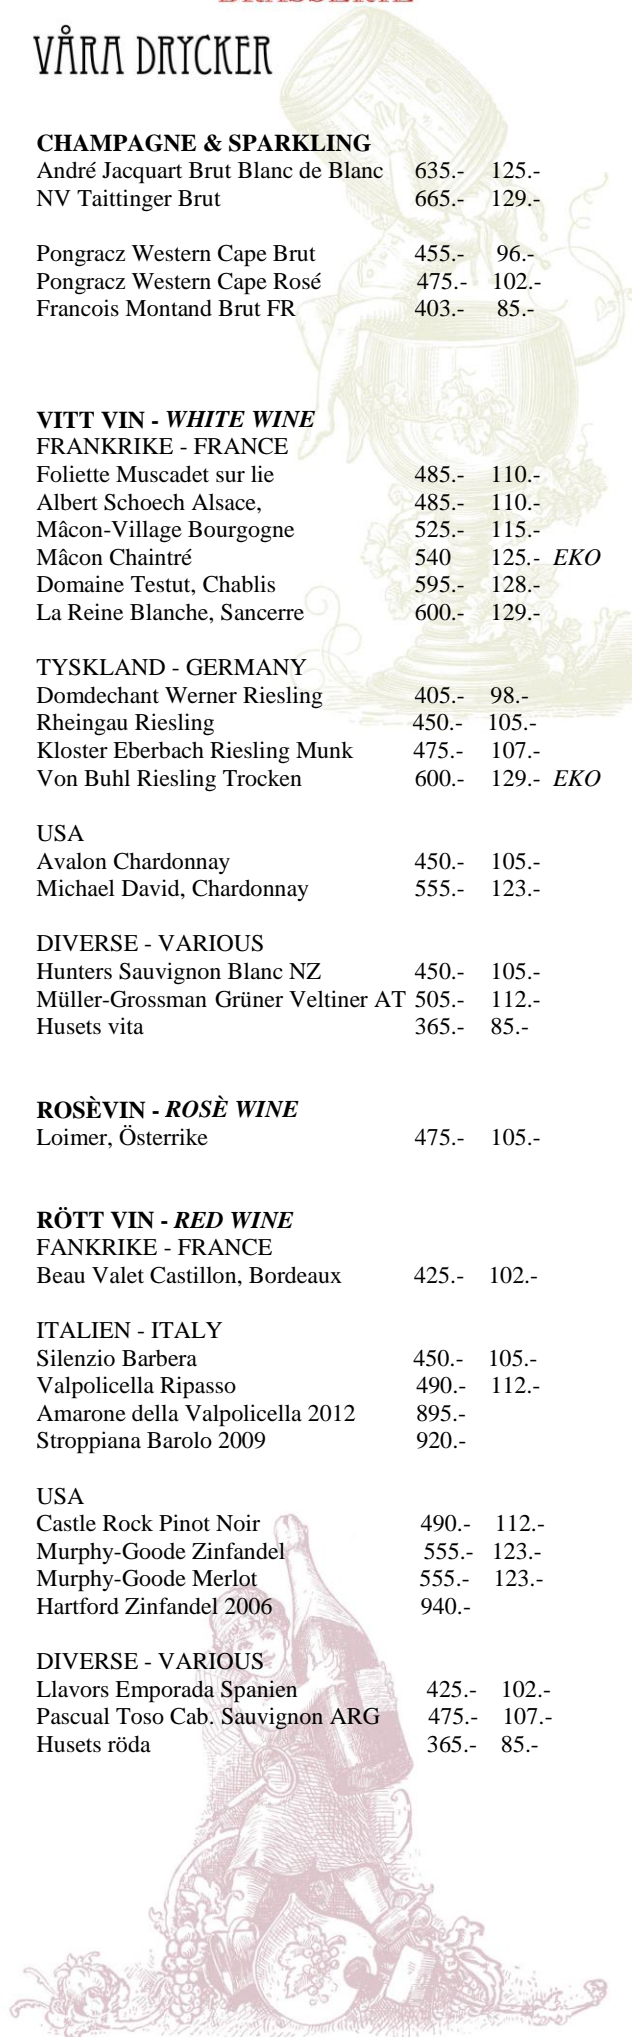 BRASSERIE
VÅRA DRYCKER
CHAMPAGNE & SPARKLING
André Jacquart Brut Blanc de Blanc 635.- 125.-
NV Taittinger Brut 665.- 129.-
Pongracz Western Cape Brut 455.- 96.-
Pongracz Western Cape Rosé 475.- 102.-
Francois Montand Brut FR 403.- 85.-
VITT VIN - WHITE WINE
FRANKRIKE - FRANCE
Foliette Muscadet sur lie 485.- 110.-
Albert Schoech Alsace, 485.- 110.-
Mâcon-Village Bourgogne 525.- 115.-
Mâcon Chaintré 540 125.- EKO
Domaine Testut, Chablis 595.- 128.-
La Reine Blanche, Sancerre 600.- 129.-
TYSKLAND - GERMANY
Domdechant Werner Riesling 405.- 98.-
Rheingau Riesling 450.- 105.-
Kloster Eberbach Riesling Munk 475.- 107.-
Von Buhl Riesling Trocken 600.- 129.- EKO
USA
Avalon Chardonnay 450.- 105.-
Michael David, Chardonnay 555.- 123.-
DIVERSE - VARIOUS
Hunters Sauvignon Blanc NZ 450.- 105.-
Müller-Grossman Grüner Veltiner AT 505.- 112.-
Husets vita 365.- 85.-
ROSÈVIN - ROSÈ WINE
Loimer, Österrike 475.- 105.-
RÖTT VIN - RED WINE
FANKRIKE - FRANCE
Beau Valet Castillon, Bordeaux 425.- 102.-
ITALIEN - ITALY
Silenzio Barbera 450.- 105.-
Valpolicella Ripasso 490.- 112.-
Amarone della Valpolicella 2012 895.-
Stroppiana Barolo 2009 920.-
USA
Castle Rock Pinot Noir 490.- 112.-
Murphy-Goode Zinfandel 555.- 123.-
Murphy-Goode Merlot 555.- 123.-
Hartford Zinfandel 2006 940.-
DIVERSE - VARIOUS
Llavors Emporada Spanien 425.- 102.-
Pascual Toso Cab. Sauvignon ARG 475.- 107.-
Husets röda 365.- 85.-